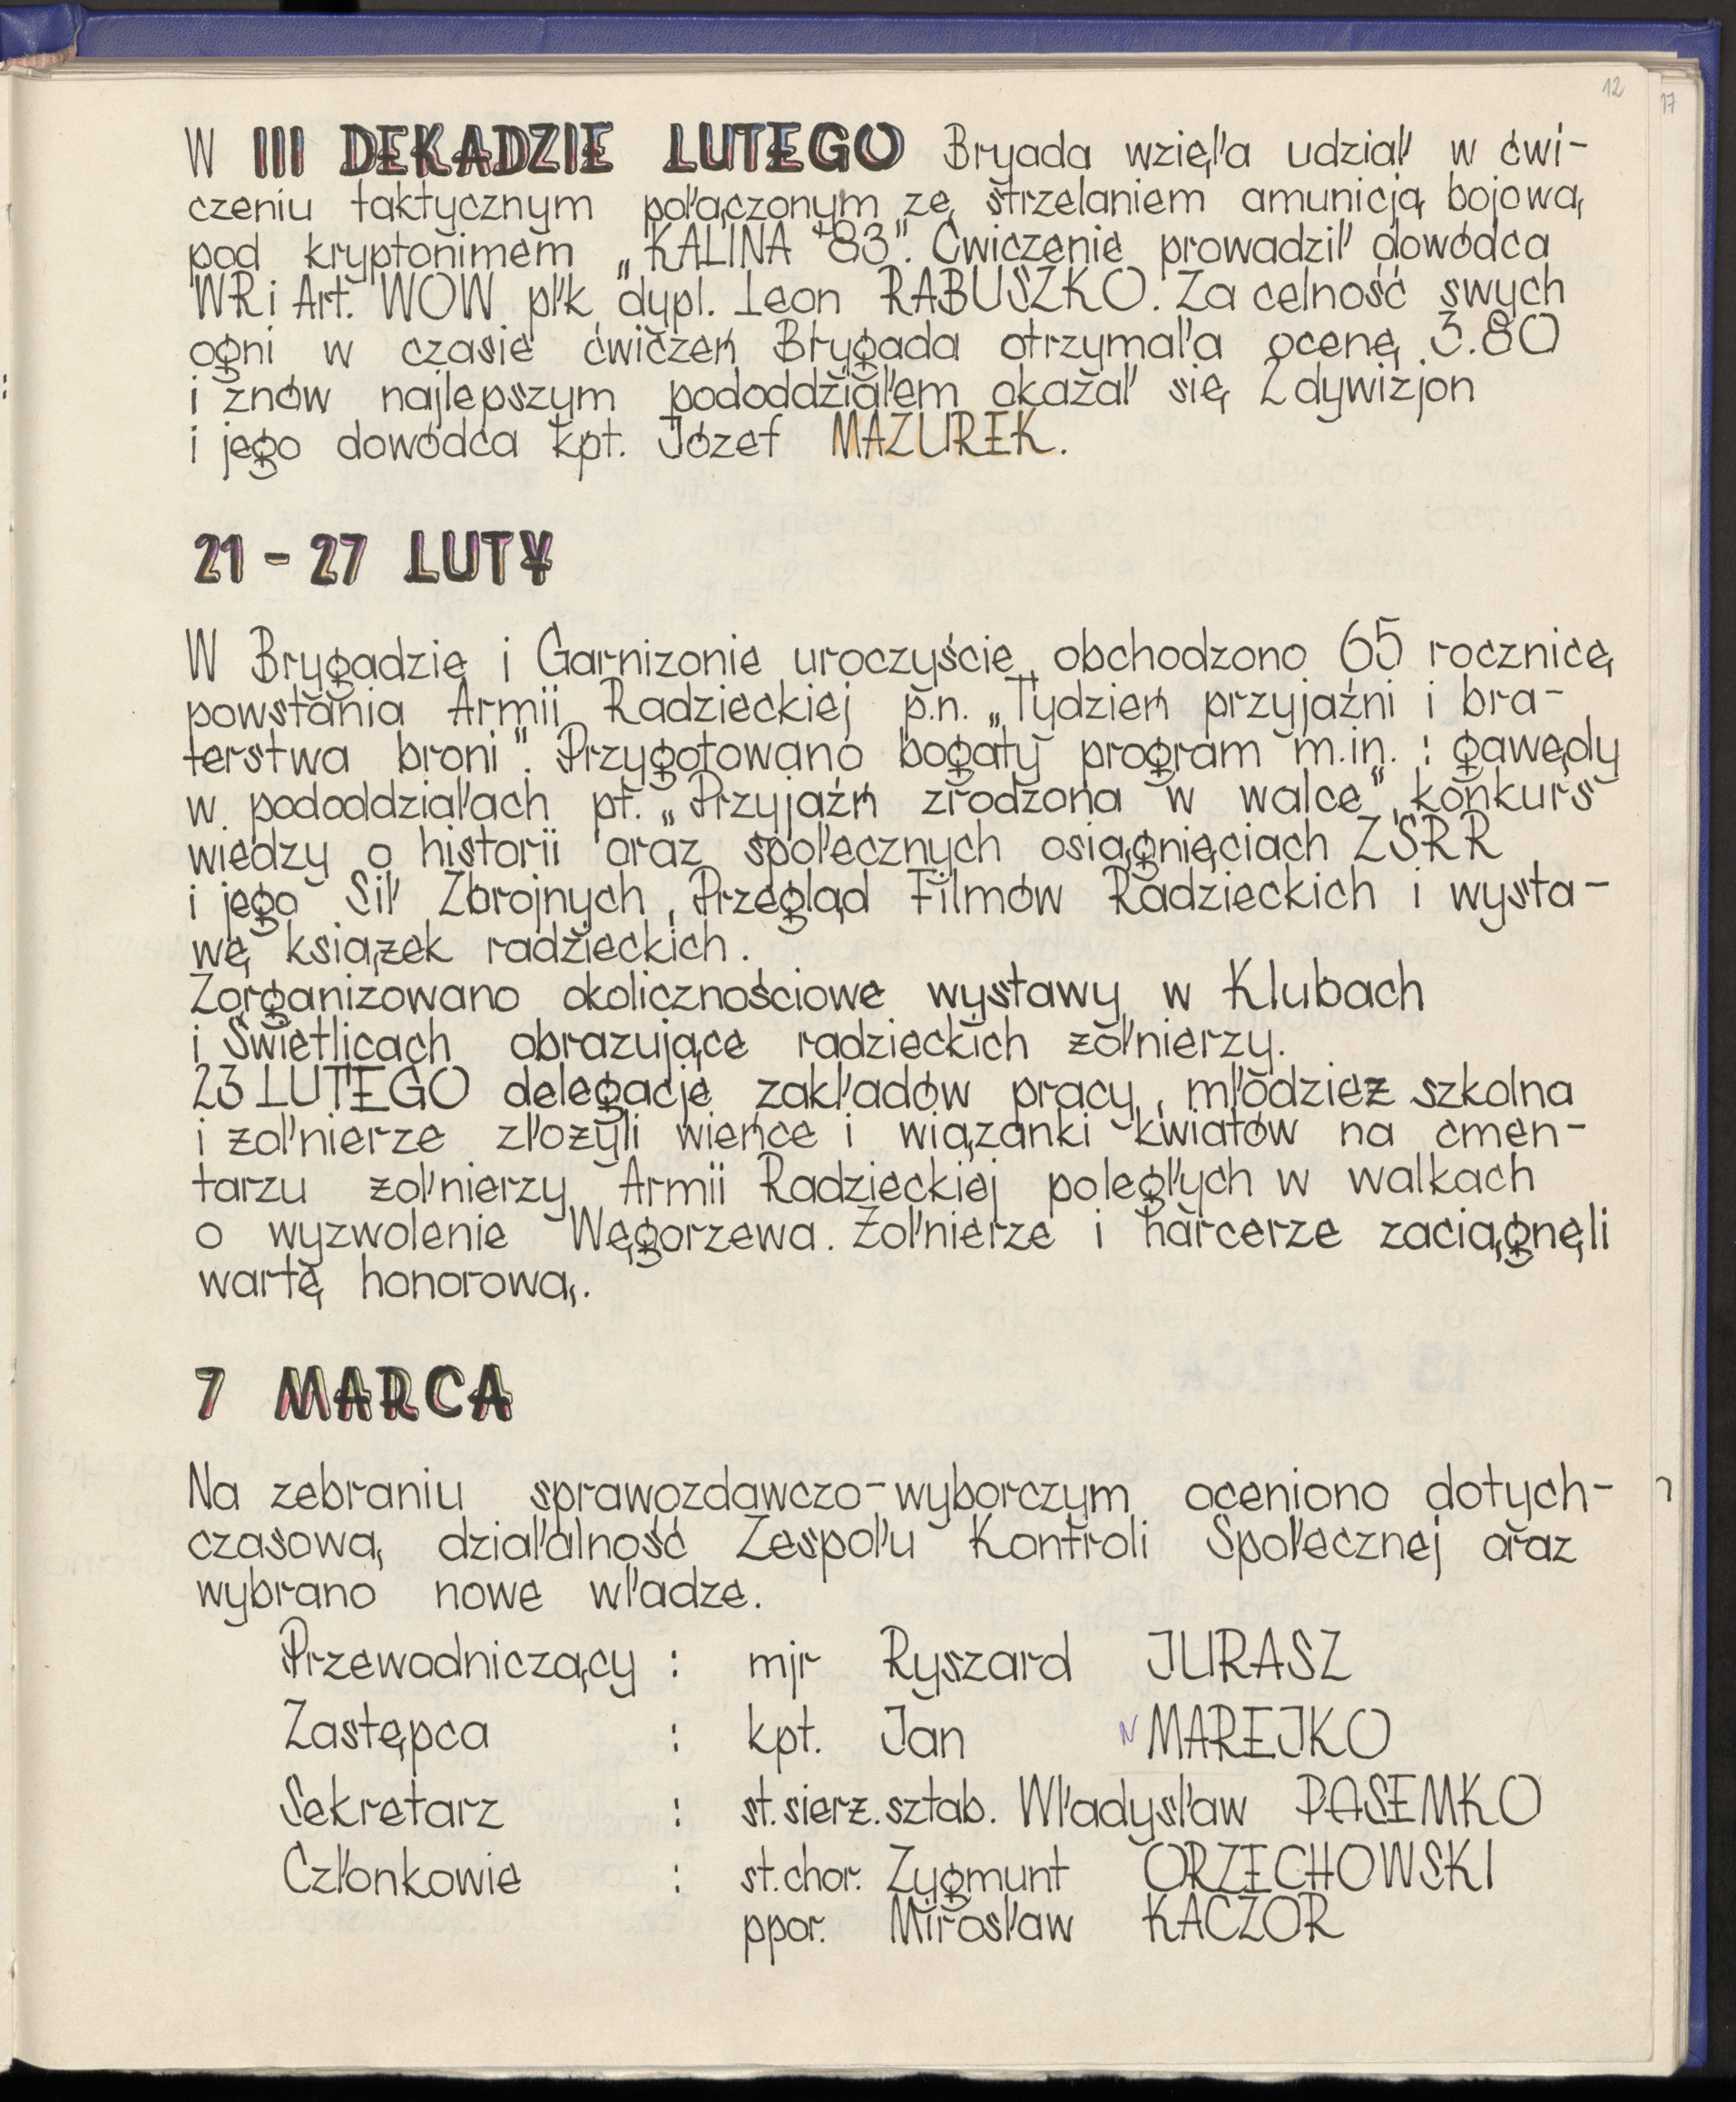 12
17
W III DEKADZIE LUTEGO Bryada wzięła udział w ćwi-
czeniu taktycznym połączonym ze strzelaniem amunicją bojową
pod kryptonimem „KALINA 83". Ćwiczenie prowadził dowódca
WR i Art. WOW płk dypl. Leon RABUSZKO. Za celność swych
ogni w czasie ćwiczeń Brygada otrzymała ocenę 3.80
i znów najlepszym pododdziałem okazał się 2 dywizjon
i jego dowódca kpt. Józef MAZUREK.
21 - 27 LUTY
W Brygadzie i Garnizonie uroczyście obchodzono 65 rocznicę
powstania Armii Radzieckiej p.n. „Tydzień przyjaźni i bra-
terstwa broni". Przygotowano bogaty program m.in. : gawędy
w pododdziałach pt. „Przyjaźń zrodzona w walce", konkurs
wiedzy o historii oraz społecznych osiągnięciach ZSRR
i jego Sił Zbrojnych, Przegląd Filmów Radzieckich i wysta-
wę książek radzieckich.
Zorganizowano okolicznościowe wystawy w Klubach
i Świetlicach obrazujące radzieckich żołnierzy.
23 LUTEGO delegacje zakładów pracy, młodzież szkolna
i żołnierze złożyli wieńce i wiązanki kwiatów na cmen-
tarzu żołnierzy Armii Radzieckiej poległych w walkach
o wyzwolenie Węgorzewa. Żołnierze i harcerze zaciągnęli
wartę honorową.
7 MARCA
Na zebraniu sprawozdawczo-wyborczym oceniono dotych-
czasową działalność Zespołu Kontroli Społecznej oraz
wybrano nowe władze.
Przewodniczący : mjr Ryszard JURASZ
Zastępca : kpt. Jan MAREJKO
Sekretarz : st. sierż. sztab. Władysław PASEMKO
Członkowie : st. chor. Zygmunt ORZECHOWSKI
ppor. Mirosław KACZOR